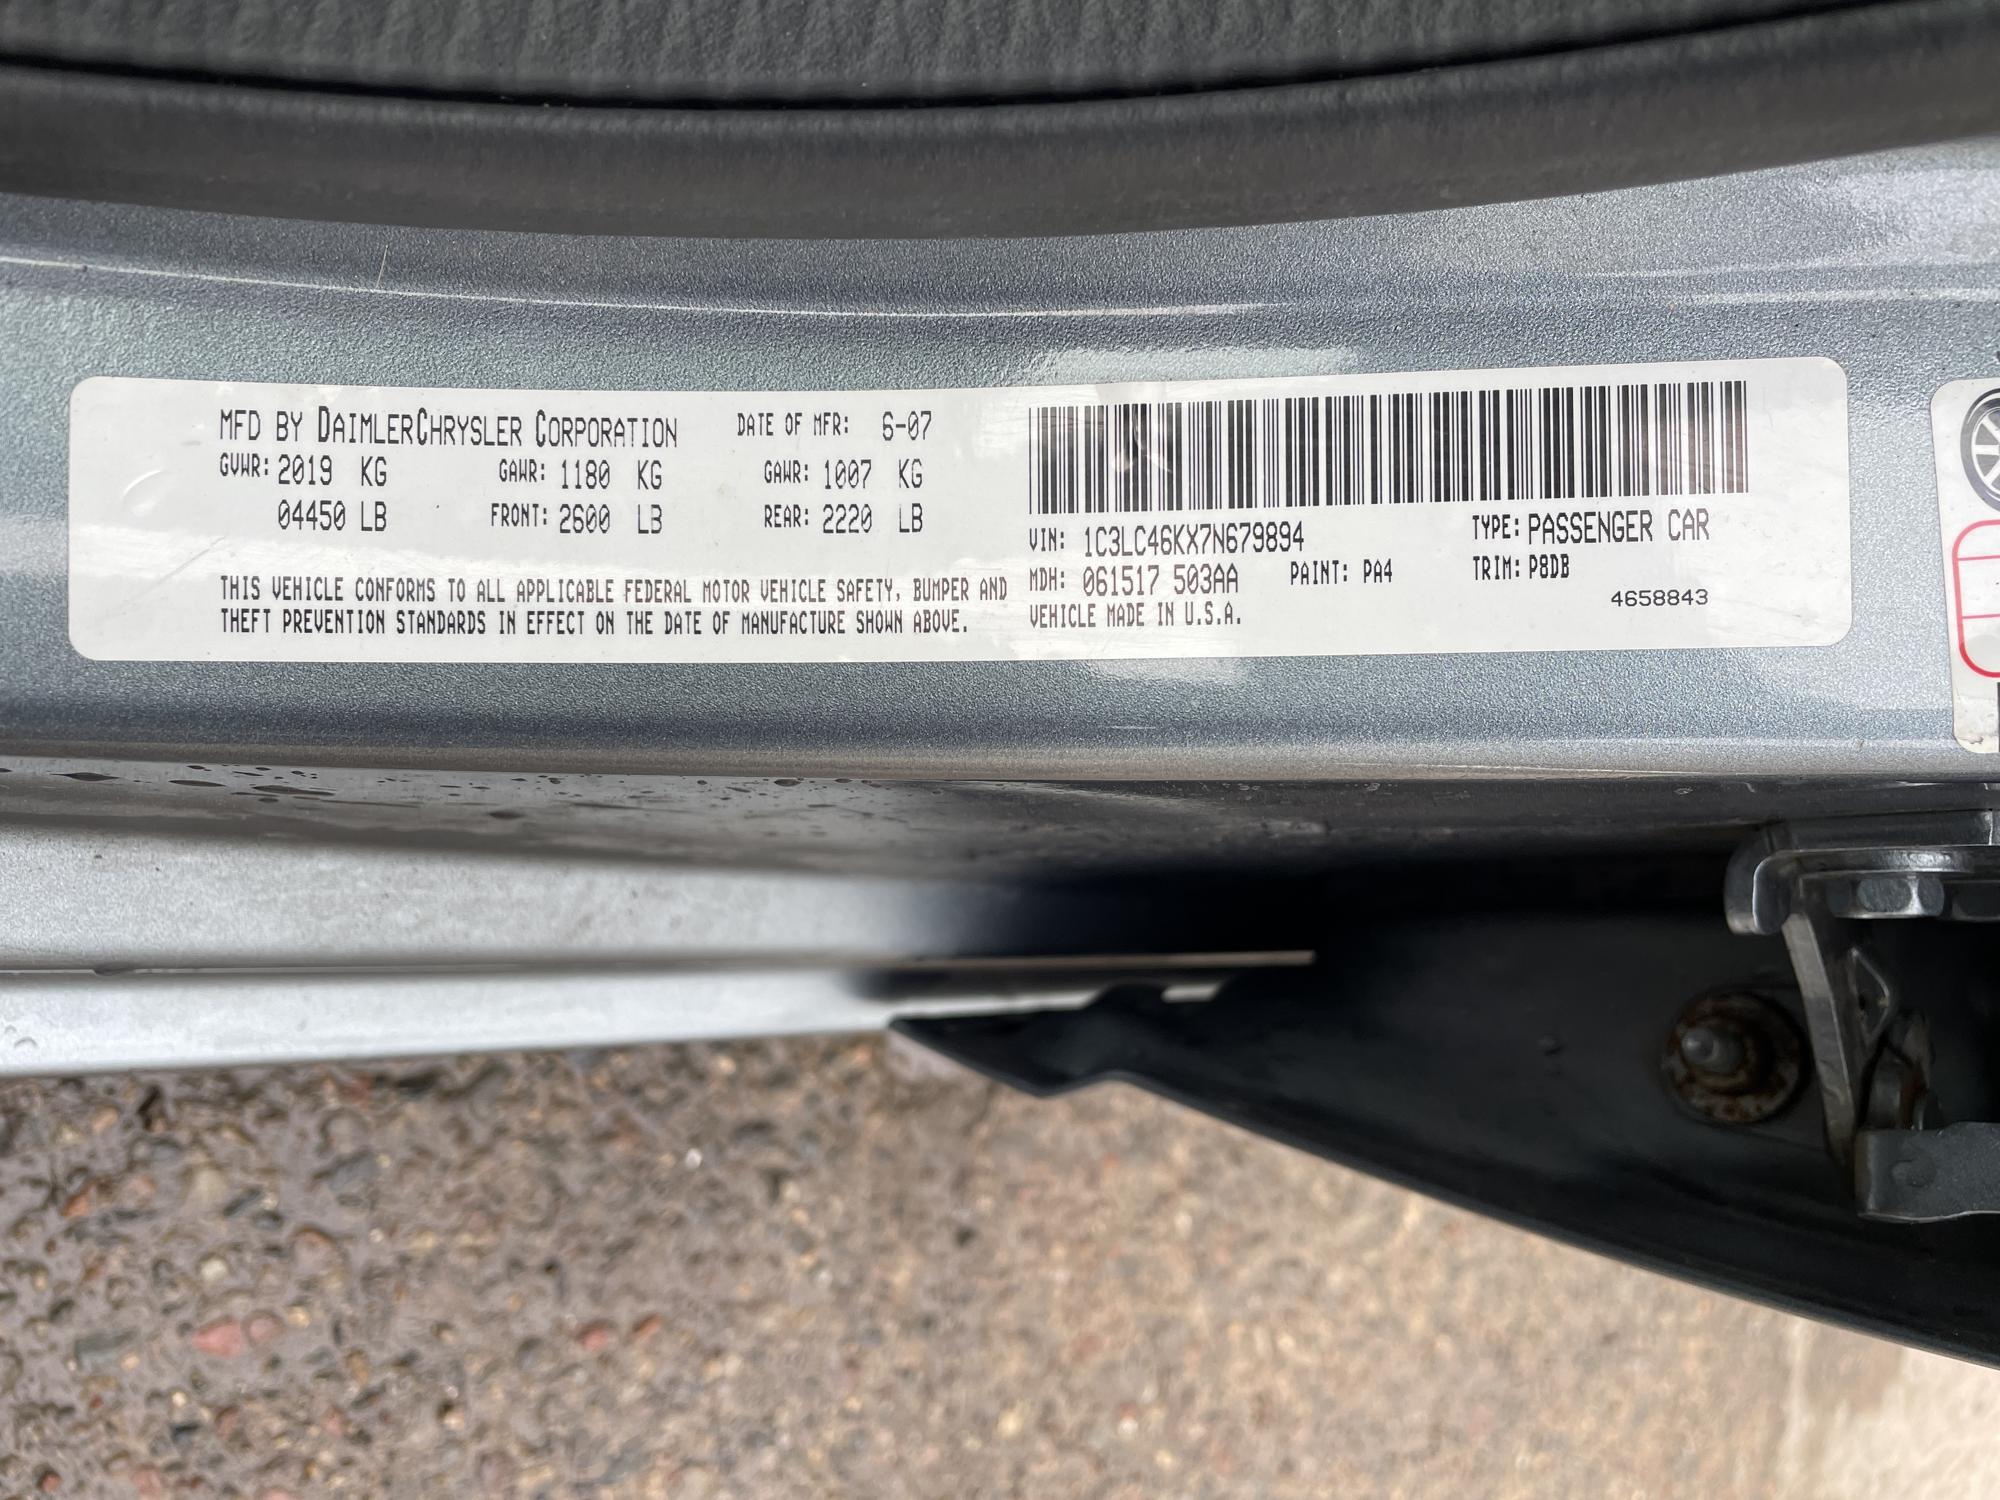 MFD BY DAIMLERCHRYSLER CORPORATION DATE OF MFR: 6-07
GVWR: 2019 KG GAWR: 1180 KG GAWR: 1007 KG
04450 LB FRONT: 2600 LB REAR: 2220 LB
THIS VEHICLE CONFORMS TO ALL APPLICABLE FEDERAL MOTOR VEHICLE SAFETY, BUMPER AND
THEFT PREVENTION STANDARDS IN EFFECT ON THE DATE OF MANUFACTURE SHOWN ABOVE.
VIN: 1C3LC46KX7N679894 TYPE: PASSENGER CAR
MDH: 061517 503AA PAINT: PA4 TRIM: P8DB
VEHICLE MADE IN U.S.A. 4658843